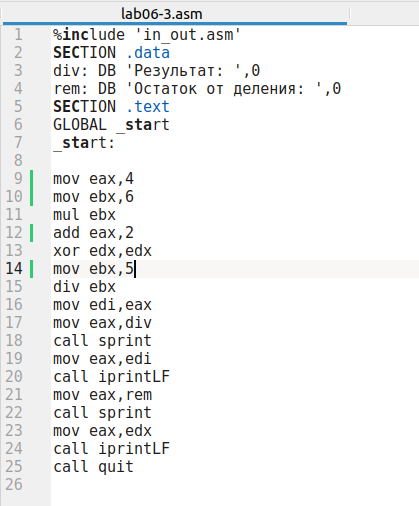 lab06-3.asm
1 %include 'in_out.asm'
2 SECTION .data
3 div: DB 'Результат: ',0
4 rem: DB 'Остаток от деления: ',0
5 SECTION .text
6 GLOBAL _start
7 _start:
8
9 mov eax,4
10 mov ebx,6
11 mul ebx
12 add eax,2
13 xor edx,edx
14 mov ebx,5
15 div ebx
16 mov edi,eax
17 mov eax,div
18 call sprint
19 mov eax,edi
20 call iprintLF
21 mov eax,rem
22 call sprint
23 mov eax,edx
24 call iprintLF
25 call quit
26